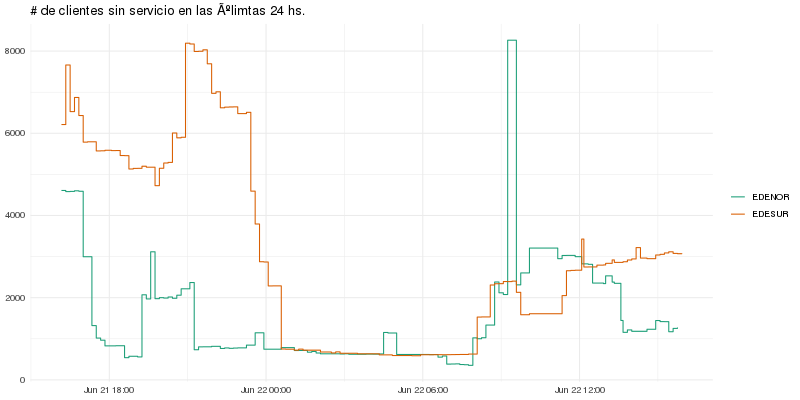 # de clientes sin servicio en las Ãºlimtas 24 hs.
8000
6000
4000
2000
0
Jun 21 18:00
Jun 22 00:00
Jun 22 06:00
Jun 22 12:00
EDENOR
EDESUR